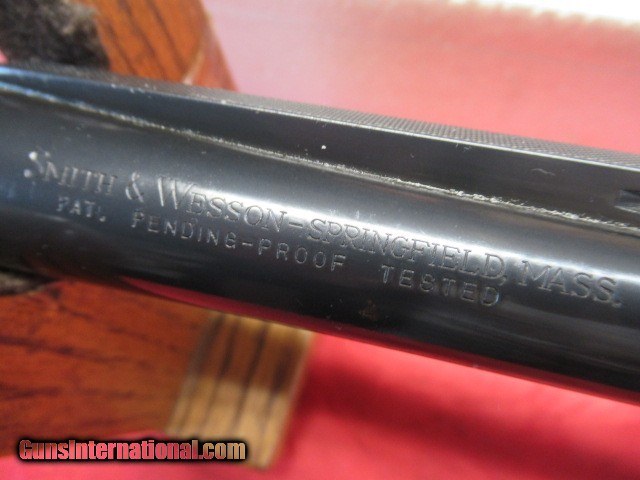 SMITH & WESSON-SPRINGFIELD, MASS.
PAT. PENDING-PROOF TESTED
GunsInternational.com